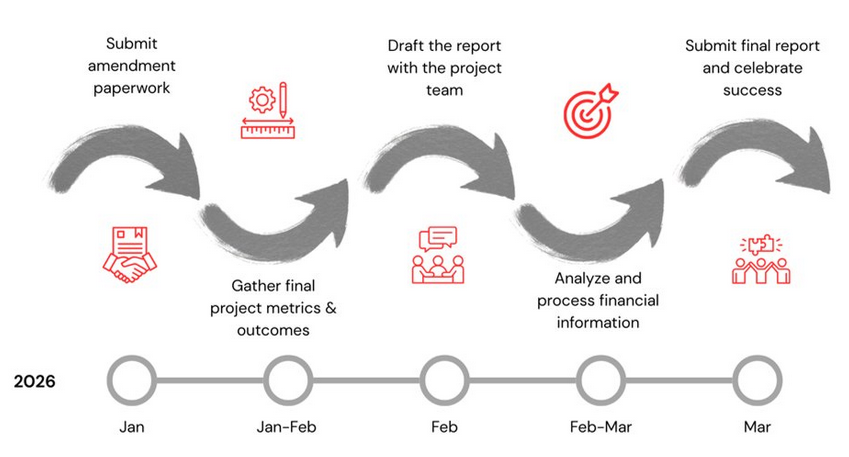 Submit
amendment
paperwork
Draft the report
with the project
team
Submit final report
and celebrate
success
Gather final
project metrics &
outcomes
Analyze and
process financial
information
2026
Jan
Jan-Feb
Feb
Feb-Mar
Mar